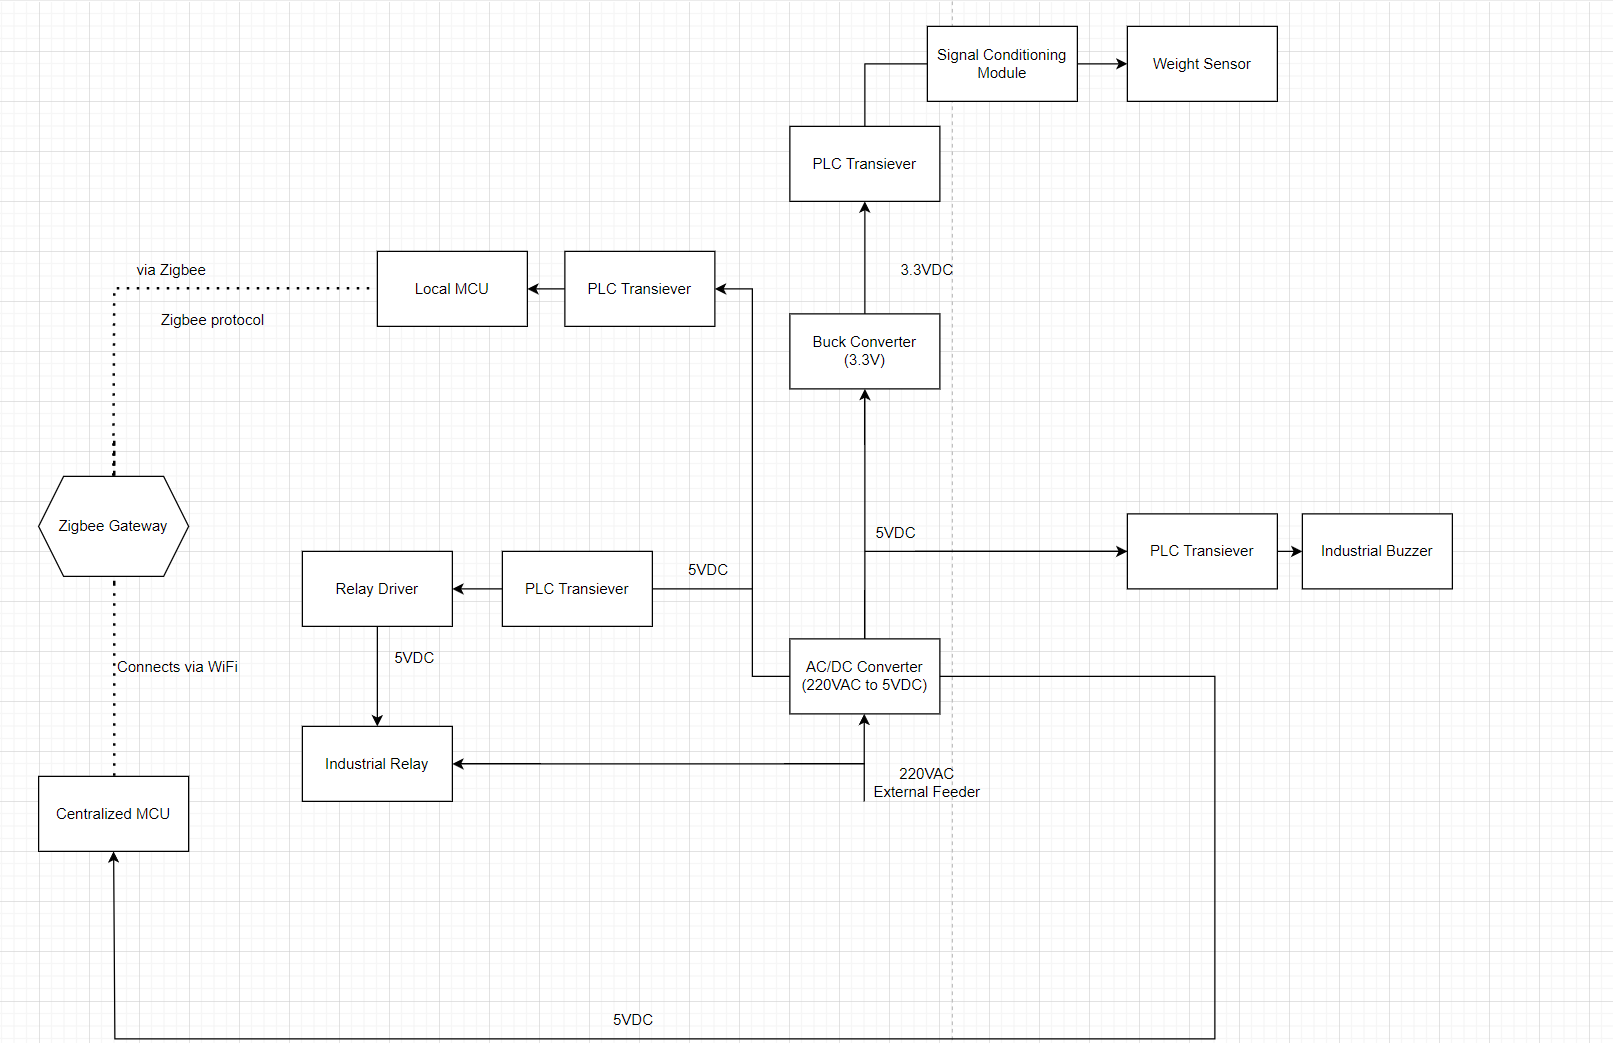 Signal Conditioning
Module
Weight Sensor
PLC Transiever
via Zigbee
Zigbee protocol
Local MCU
PLC Transiever
3.3VDC
Buck Converter
(3.3V)
Zigbee Gateway
5VDC
PLC Transiever
Industrial Buzzer
Relay Driver
PLC Transiever
5VDC
5VDC
Connects via WiFi
AC/DC Converter
(220VAC to 5VDC)
Industrial Relay
220VAC
External Feeder
Centralized MCU
5VDC